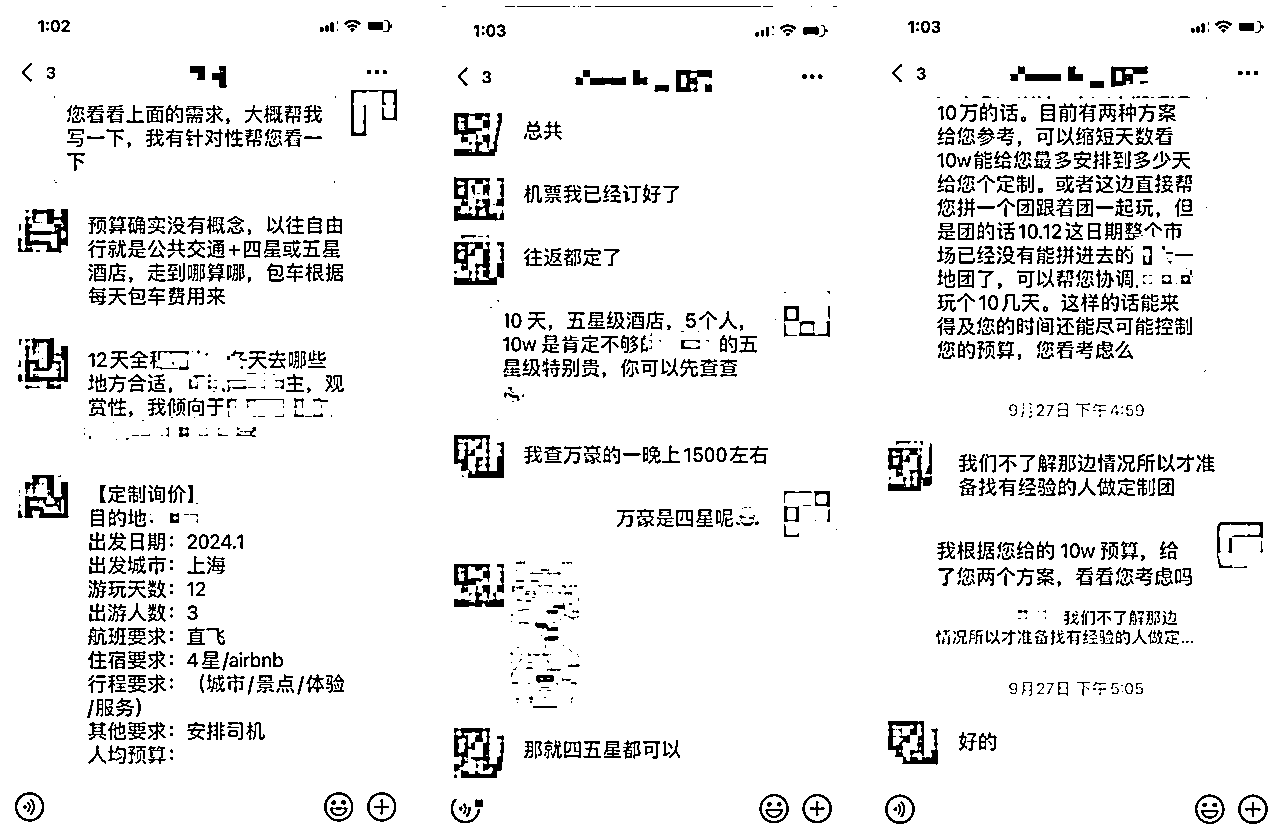 1:02
3
您看看上面的需求，大概帮我
写一下，我有针对性帮您看一
下
预算确实没有概念，以往自由
行就是公共交通+四星或五星
酒店，走到哪算哪，包车根据
每天包车费用来
12天全程
天去哪些
地方合适，
主，观
赏性，我倾向于
【定制询价】
目的地：
出发日期：2024.1
出发城市：上海
游玩天数：12
出游人数：3
航班要求：直飞
住宿要求：4星/airbnb
行程要求：（城市/景点/体验
/服务）
其他要求：安排司机
人均预算：
1:03
3
总共
机票我已经订好了
往返都定了
10天，五星级酒店，5个人，
10w是肯定不够的
的五
星级特别贵，你可以先查查
我查万豪的一晚上1500左右
万豪是四星呢
那就四五星都可以
1:03
3
10万的话。目前有两种方案
给您参考，可以缩短天数看
10w能给您最多安排到多少天
给您个定制。或者这边直接帮
您拼一个团跟着团一起玩，但
是团的话10.12这日期整个市
场已经没有能拼进去的
一
地团了，可以帮您协调
玩个10几天。这样的话能来
得及您的时间还能尽可能控制
您的预算，您看考虑么
9月27日 下午4:59
我们不了解那边情况所以才准
备找有经验的人做定制团
我根据您给的 10w 预算，给
了您两个方案，看看您考虑吗
我们不了解那边
情况所以才准备找有经验的人做定...
9月27日 下午5:05
好的